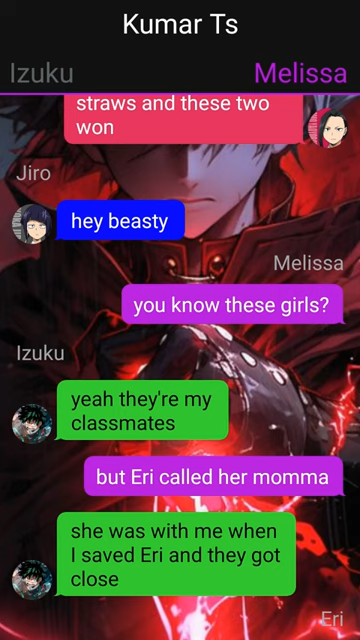 Kumar Ts
Izuku
Melissa
straws and these two
won
Jiro
hey beasty
Melissa
you know these girls?
Izuku
yeah they're my
classmates
but Eri called her momma
she was with me when
I saved Eri and they got
close
Eri